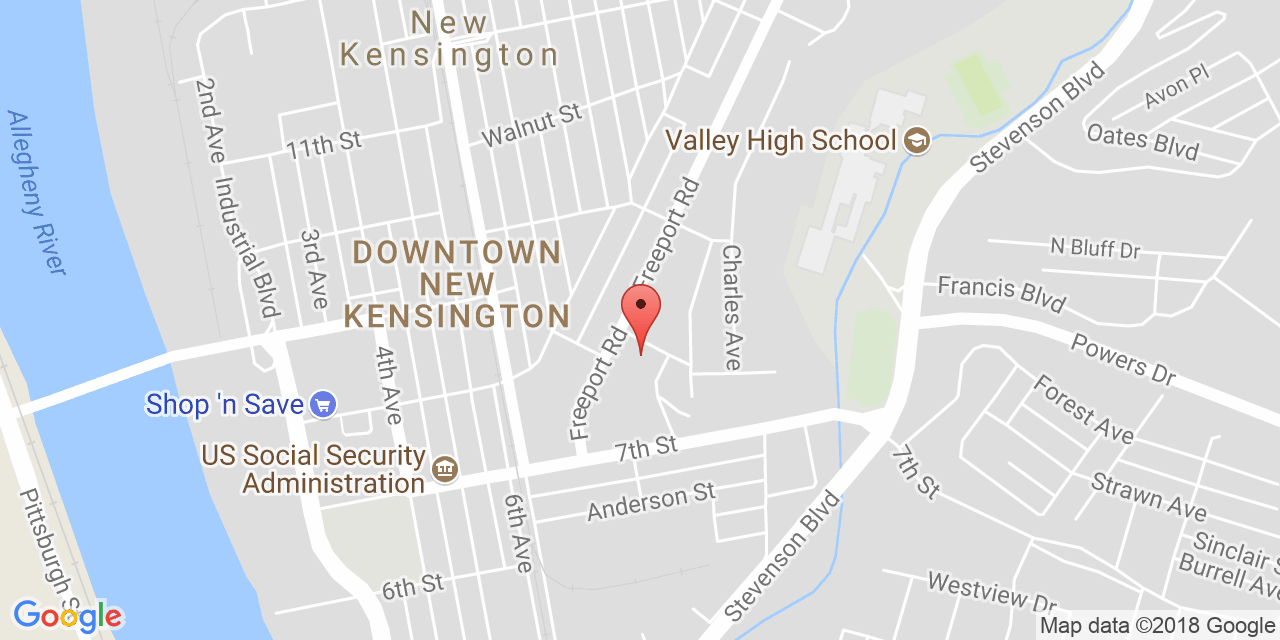 New
Kensington
Allegheny River
2nd Ave
11th St
Walnut St
Valley High School
Stevenson Blvd
Avon Pl
Oates Blvd
Industrial Blvd
3rd Ave
DOWNTOWN
NEW
KENSINGTON
Freeport Rd
Charles Ave
N Bluff Dr
Francis Blvd
Freeport Rd
4th Ave
Powers Dr
Shop 'n Save
Forest Ave
US Social Security
Administration
7th St
7th St
Anderson St
Strawn Ave
6th Ave
Pittsburgh S
Stevenson Blvd
Sinclair S
Burrell Ave
6th St
Westview Dr
Google
Map data ©2018 Google